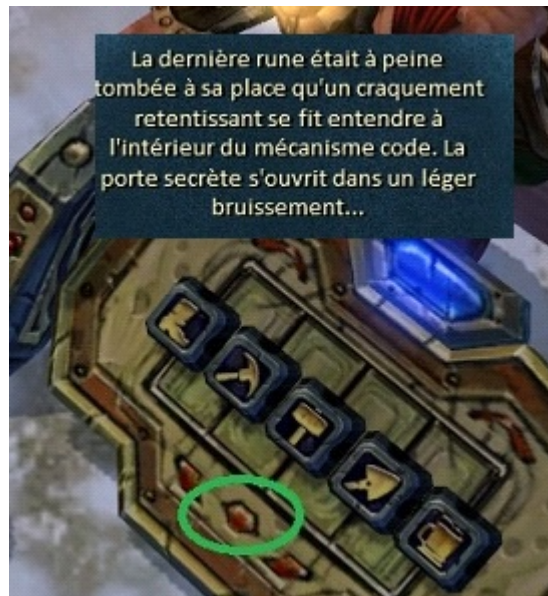 La dernière rune était à peine
tombée à sa place qu'un craquement
retentissant se fit entendre à
l'intérieur du mécanisme code. La
porte secrète s'ouvrit dans un léger
bruissement...